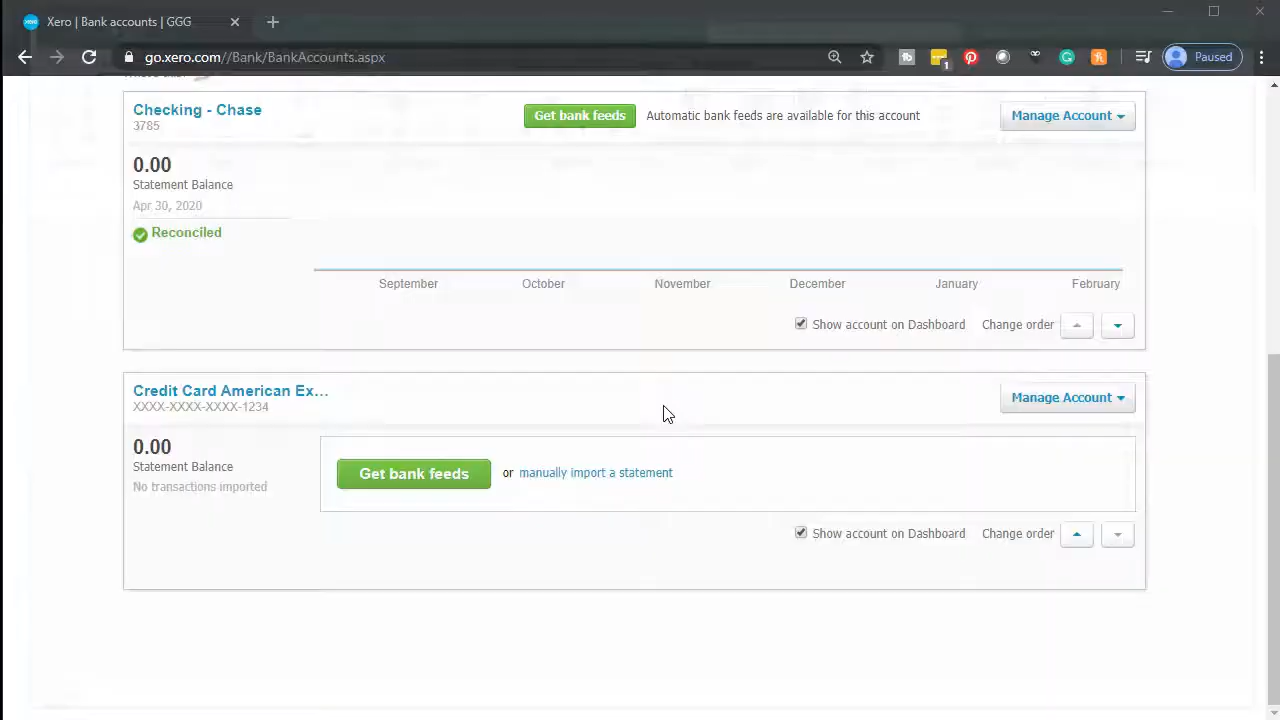 Xero | Bank accounts | GGG
go.xero.com//Bank/BankAccounts.aspx
1
Paused
Checking - Chase
3785
Get bank feeds
Automatic bank feeds are available for this account
Manage Account
0.00
Statement Balance
Apr 30, 2020
Reconciled
September October November December January February
Show account on Dashboard Change order
Credit Card American Ex...
XXXX-XXXX-XXXX-1234
Manage Account
0.00
Statement Balance
No transactions imported
Get bank feeds or manually import a statement
Show account on Dashboard Change order